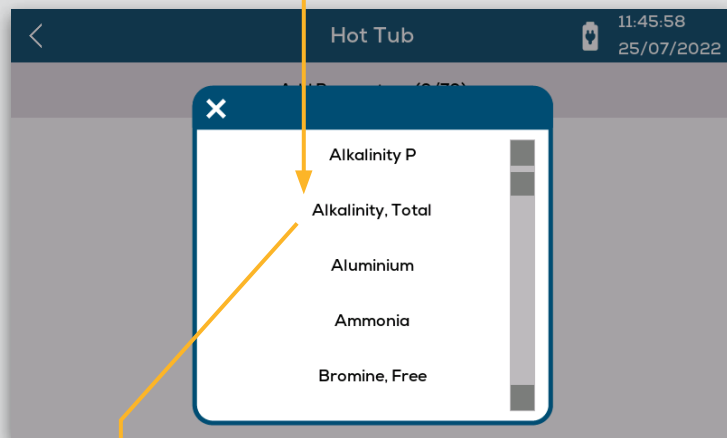 Hot Tub
11:45:58
25/07/2022
Alkalinity P
Alkalinity, Total
Aluminium
Ammonia
Bromine, Free